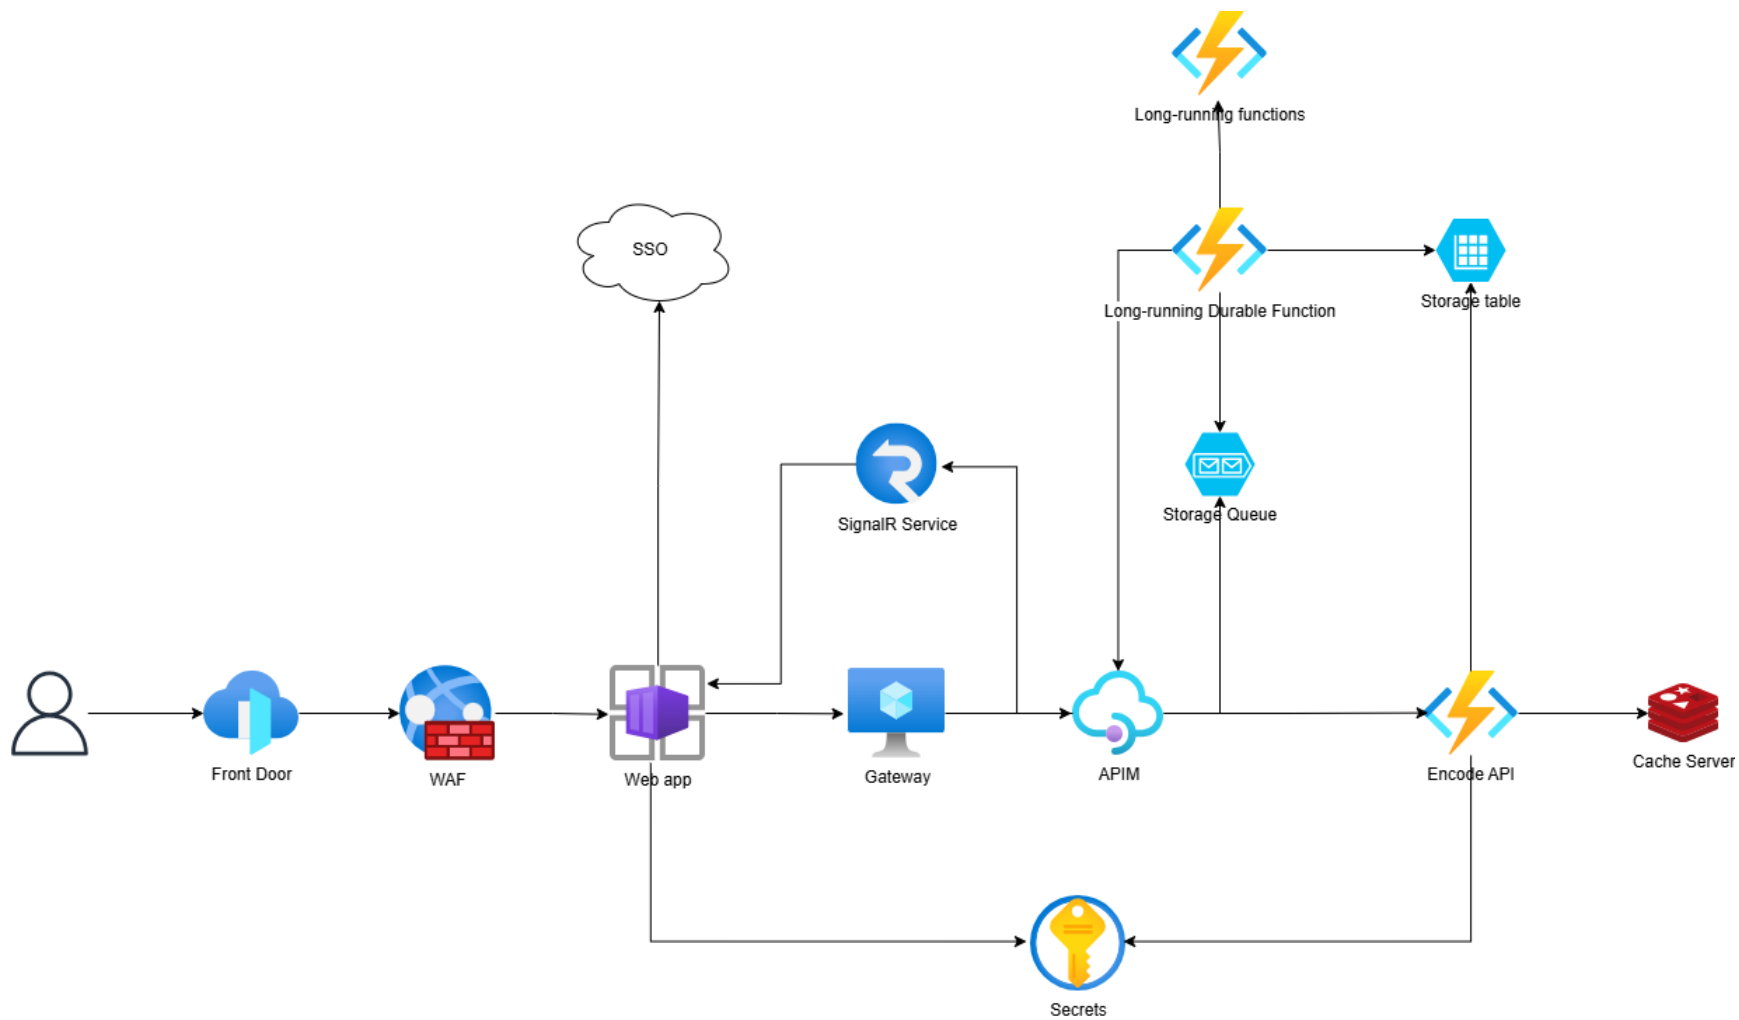 Long-running functions
SSO
Long-running Durable Function
Storage table
SignalR Service
Storage Queue
Front Door
WAF
Web app
Gateway
APIM
Encode API
Cache Server
Secrets